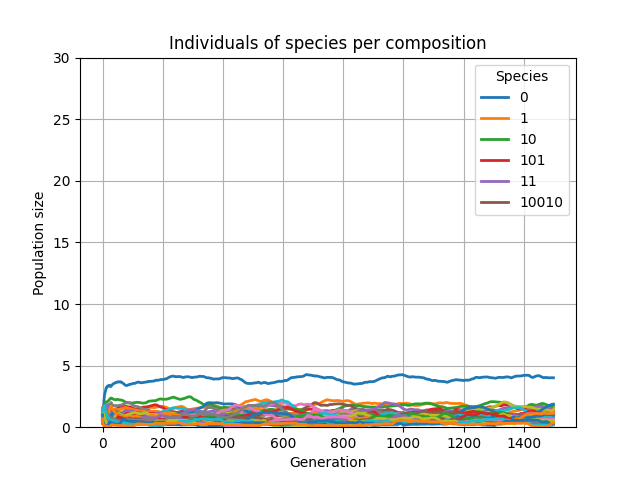 Individuals of species per composition
Species
0
1
10
101
11
10010
30
25
20
15
10
5
0
Population size
0 200 400 600 800 1000 1200 1400
Generation